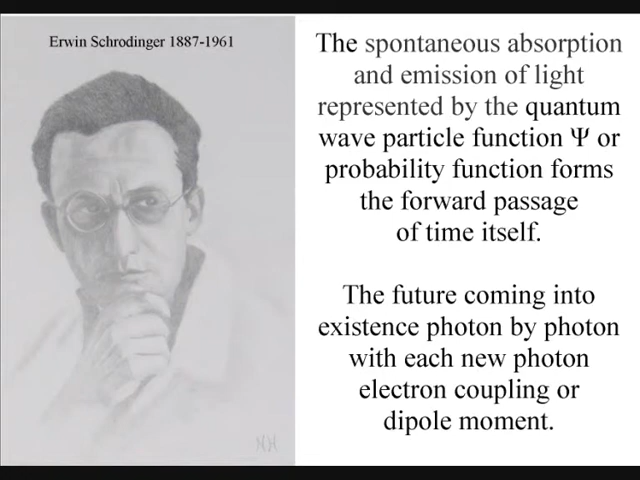 Erwin Schrodinger 1887-1961
The spontaneous absorption
and emission of light
represented by the quantum
wave particle function Ψ or
probability function forms
the forward passage
of time itself.
The future coming into
existence photon by photon
with each new photon
electron coupling or
dipole moment.